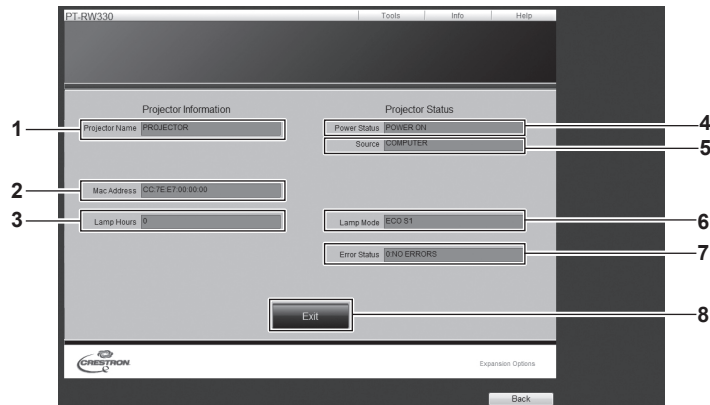 PT-RW330
Tools Info Help
Projector Information
Projector Status
1
Projector Name PROJECTOR
Power Status POWER ON
4
Source COMPUTER
5
2
Mac Address CC:7E:E7:00:00:00
3
Lamp Hours 0
Lamp Mode ECO S1
6
Error Status 0:NO ERRORS
7
Exit
8
CRESTRON
Expansion Options
Back